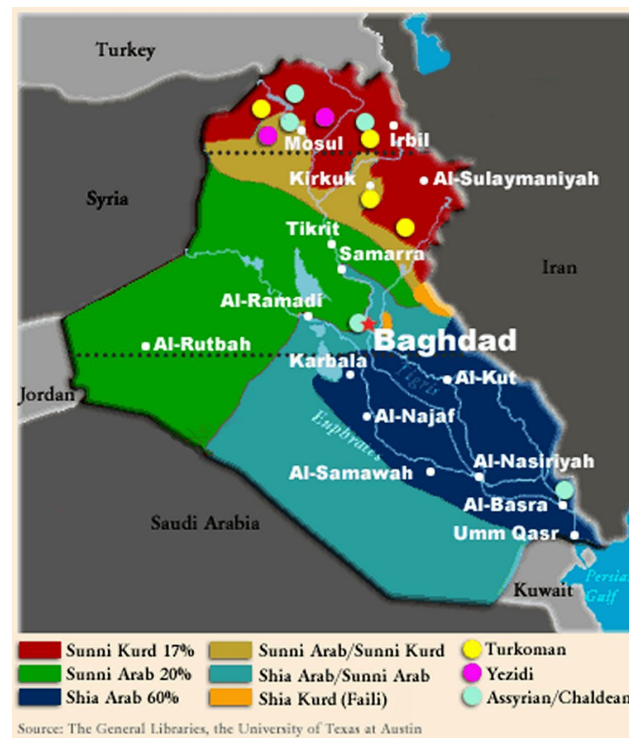 Turkey
Mosul
Irbil
Kirkuk
Al-Sulaymaniyah
Syria
Tikrit
Samarra
Iran
Al-Ramadi
Al-Rutbah
Baghdad
Karbala
Tigris
Al-Kut
Jordan
Al-Najaf
Euphrates
Al-Samawah
Al-Nasiriyah
Al-Basra
Saudi Arabia
Umm Qasr
Kuwait
Persian
Gulf
Sunni Kurd 17%
Sunni Arab/Sunni Kurd
Turkoman
Sunni Arab 20%
Shia Arab/Sunni Arab
Yezidi
Shia Arab 60%
Shia Kurd (Faili)
Assyrian/Chaldean
Source: The General Libraries, the University of Texas at Austin